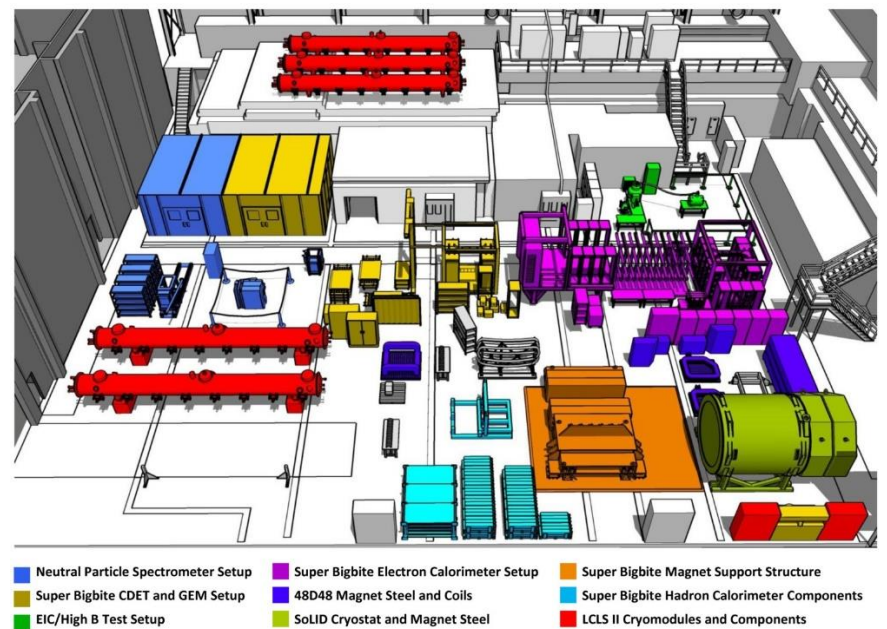 Neutral Particle Spectrometer Setup
Super Bigbite Electron Calorimeter Setup
Super Bigbite Magnet Support Structure
Super Bigbite CDET and GEM Setup
48D48 Magnet Steel and Coils
Super Bigbite Hadron Calorimeter Components
EIC/High B Test Setup
SoLID Cryostat and Magnet Steel
LCLS II Cryomodules and Components